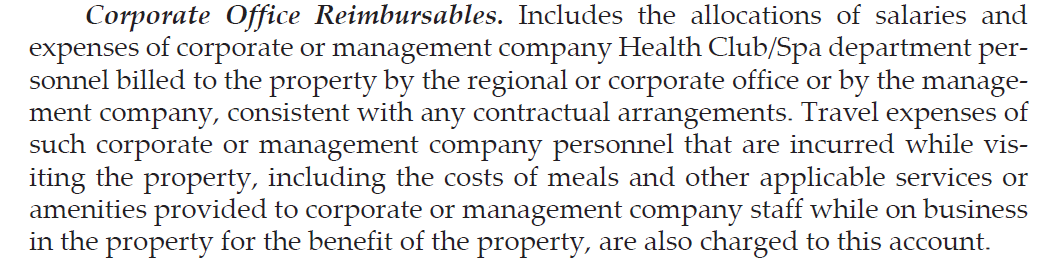 Corporate Office Reimbursables. Includes the allocations of salaries and
expenses of corporate or management company Health Club/Spa department per-
sonnel billed to the property by the regional or corporate office or by the manage-
ment company, consistent with any contractual arrangements. Travel expenses of
such corporate or management company personnel that are incurred while vis-
iting the property, including the costs of meals and other applicable services or
amenities provided to corporate or management company staff while on business
in the property for the benefit of the property, are also charged to this account.